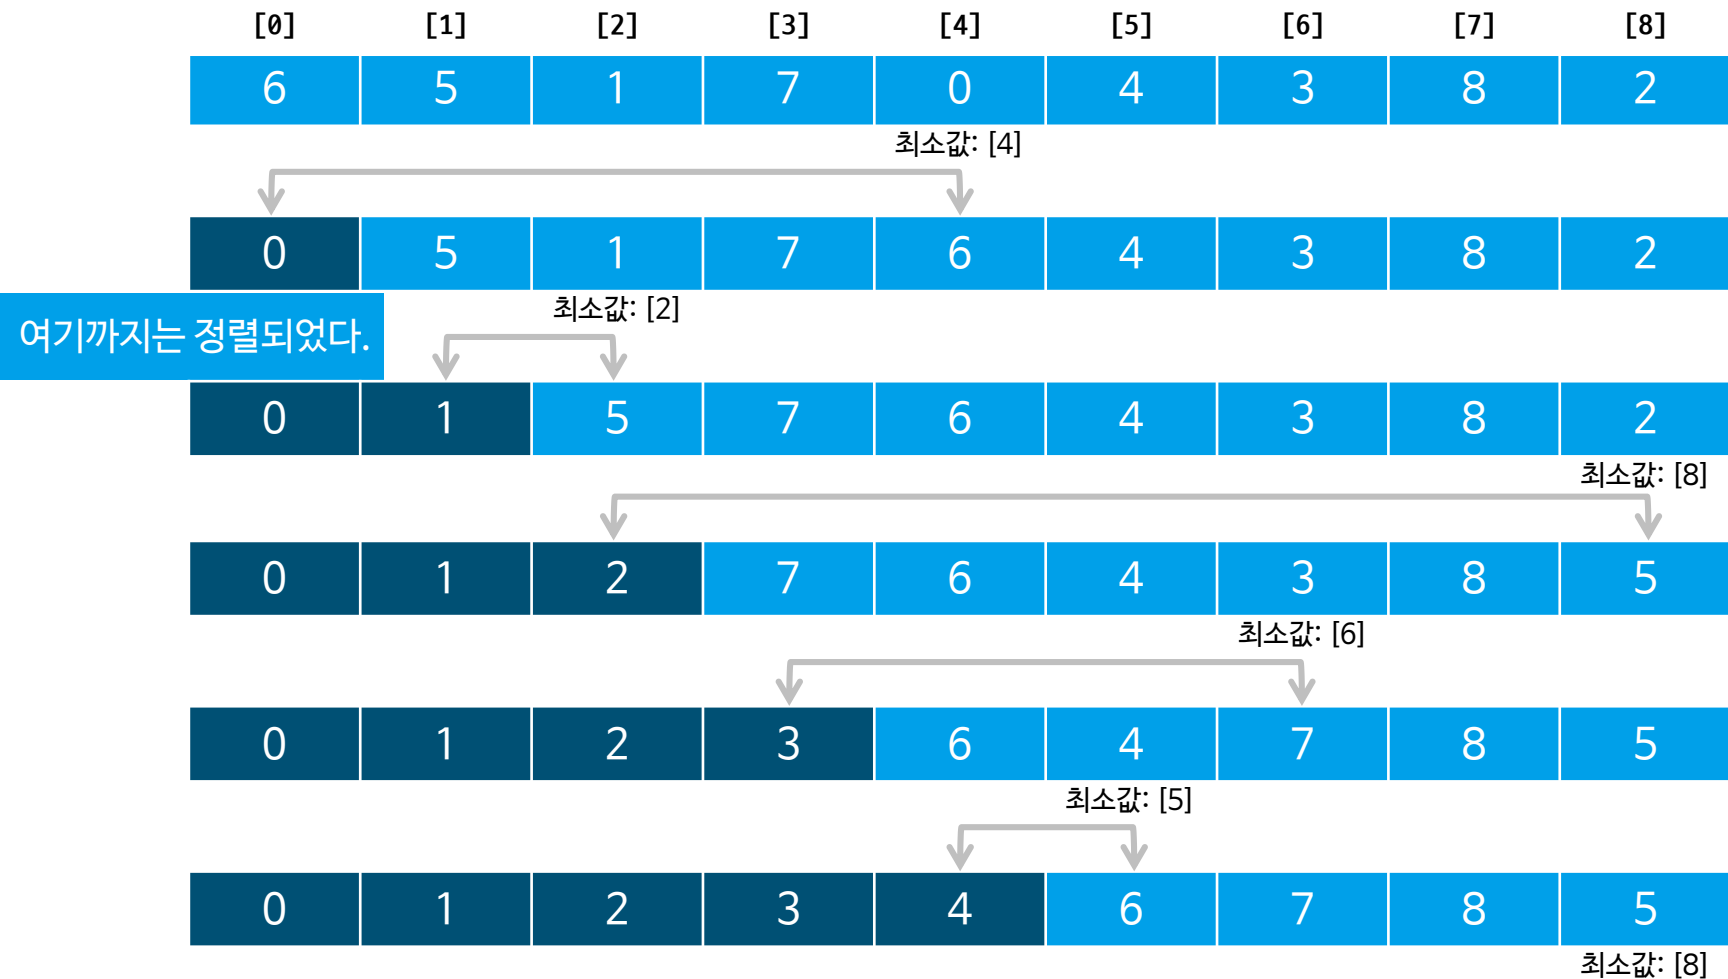 [0] [1] [2] [3] [4] [5] [6] [7] [8]
6 5 1 7 0 4 3 8 2
최소값: [4]
0 5 1 7 6 4 3 8 2
최소값: [2]
여기까지는 정렬되었다.
0 1 5 7 6 4 3 8 2
최소값: [8]
0 1 2 7 6 4 3 8 5
최소값: [6]
0 1 2 3 6 4 7 8 5
최소값: [5]
0 1 2 3 4 6 7 8 5
최소값: [8]